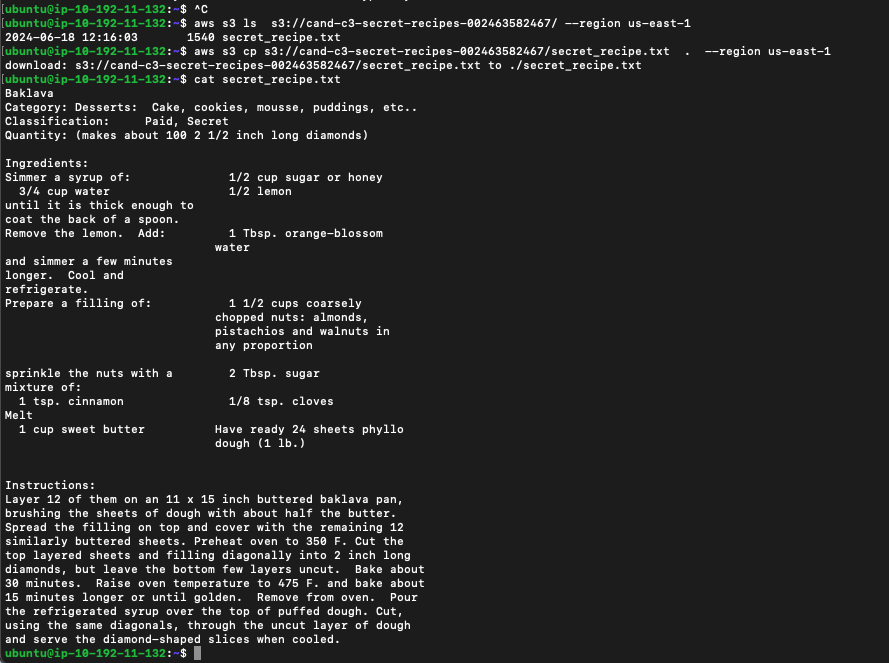 [ubuntu@ip-10-192-11-132:~$ ^C
[ubuntu@ip-10-192-11-132:~$ aws s3 ls  s3://cand-c3-secret-recipes-002463582467/ --region us-east-1
2024-06-18 12:16:03       1540 secret_recipe.txt
[ubuntu@ip-10-192-11-132:~$ aws s3 cp s3://cand-c3-secret-recipes-002463582467/secret_recipe.txt  .  --region us-east-1
download: s3://cand-c3-secret-recipes-002463582467/secret_recipe.txt to ./secret_recipe.txt
[ubuntu@ip-10-192-11-132:~$ cat secret_recipe.txt
Baklava
Category: Desserts:  Cake, cookies, mousse, puddings, etc..
Classification:     Paid, Secret
Quantity: (makes about 100 2 1/2 inch long diamonds)

Ingredients:
Simmer a syrup of:              1/2 cup sugar or honey
  3/4 cup water                 1/2 lemon
until it is thick enough to
coat the back of a spoon.
Remove the lemon.  Add:         1 Tbsp. orange-blossom
                              water
and simmer a few minutes
longer.  Cool and
refrigerate.
Prepare a filling of:           1 1/2 cups coarsely
                              chopped nuts: almonds,
                              pistachios and walnuts in
                              any proportion

sprinkle the nuts with a        2 Tbsp. sugar
mixture of:
  1 tsp. cinnamon               1/8 tsp. cloves
Melt
  1 cup sweet butter          Have ready 24 sheets phyllo
                              dough (1 lb.)

Instructions:
Layer 12 of them on an 11 x 15 inch buttered baklava pan,
brushing the sheets of dough with about half the butter.
Spread the filling on top and cover with the remaining 12
similarly buttered sheets. Preheat oven to 350 F. Cut the
top layered sheets and filling diagonally into 2 inch long
diamonds, but leave the bottom few layers uncut.  Bake about
30 minutes.  Raise oven temperature to 475 F. and bake about
15 minutes longer or until golden.  Remove from oven.  Pour
the refrigerated syrup over the top of puffed dough. Cut,
using the same diagonals, through the uncut layer of dough
and serve the diamond-shaped slices when cooled.
ubuntu@ip-10-192-11-132:~$